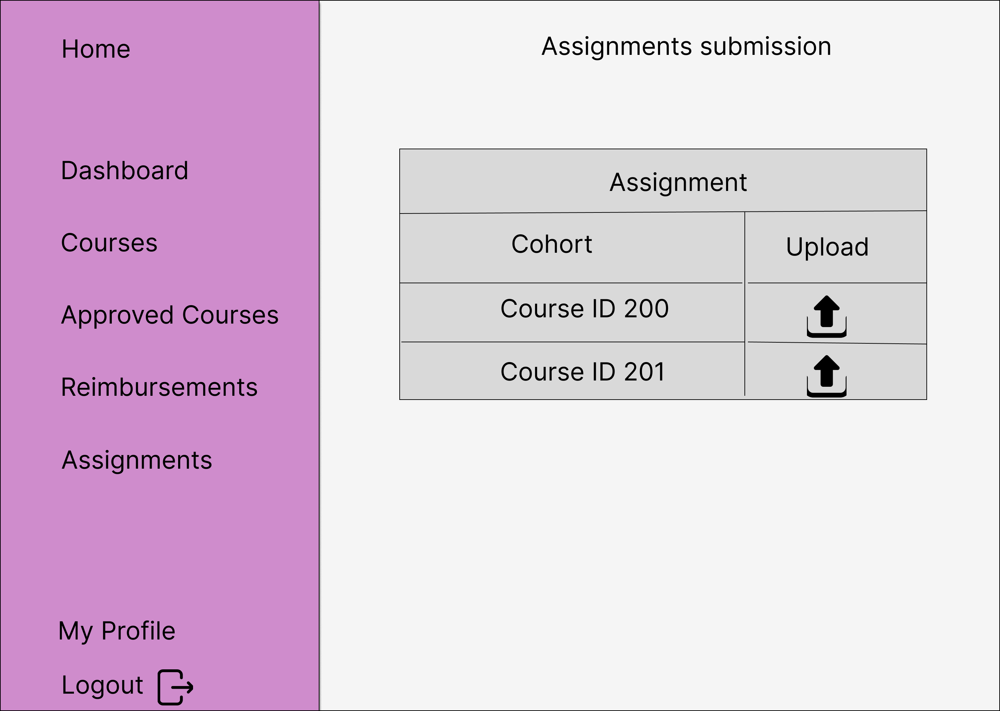 Home
Dashboard
Courses
Approved Courses
Reimbursements
Assignments
My Profile
Logout
Assignments submission
Assignment
Cohort
Upload
Course ID 200
Course ID 201